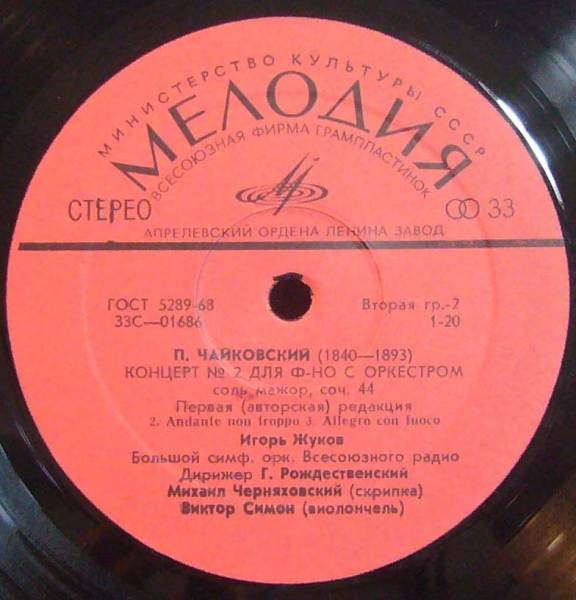 МИНИСТЕРСТВО КУЛЬТУРЫ СССР
МЕЛОДИЯ
ВСЕСОЮЗНАЯ ФИРМА ГРАМПЛАСТИНОК
СТЕРЕО 33
АПРЕЛЕВСКИЙ ОРДЕНА ЛЕНИНА ЗАВОД
ГОСТ 5289-68 Вторая гр.-2
33С—01686 1-20
П. ЧАЙКОВСКИЙ (1840—1893)
КОНЦЕРТ № 2 ДЛЯ Ф-НО С ОРКЕСТРОМ
соль мажор, соч. 44
Первая (авторская) редакция
2. Andante non troppo 3. Allegro con fuoco
Игорь Жуков
Большой симф. орк. Всесоюзного радио
Дирижер Г. Рождественский
Михаил Черняховский (скрипка)
Виктор Симон (виолончель)